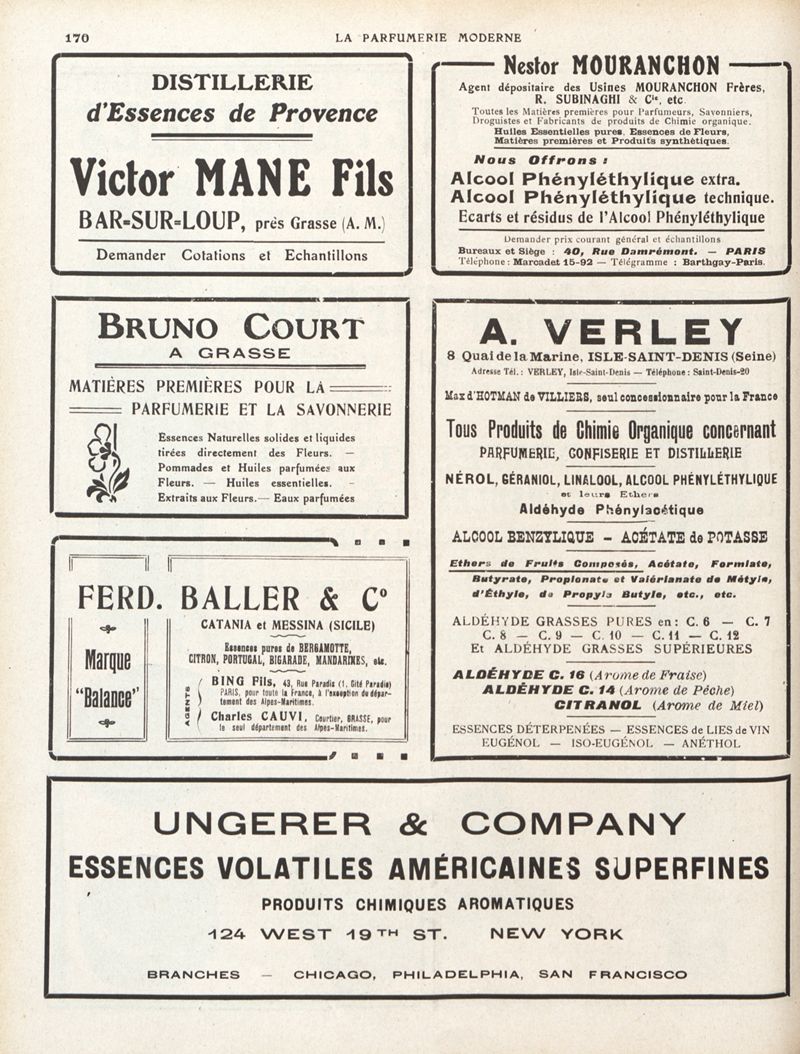 170
LA PARFUMERIE MODERNE
DISTILLERIE
d'Essences de Provence
Victor MANE Fils
BAR-SUR-LOUP, près Grasse (A. M.)
Demander Cotations et Echantillons
Nestor MOURANCHON
Agent dépositaire des Usines MOURANCHON Frères,
R. SUBINAGHI & Cie, etc.
Toutes les Matières premières pour Parfumeurs, Savonniers,
Droguistes et Fabricants de produits de Chimie organique.
Huiles Essentielles pures, Essences de Fleurs,
Matières premières et Produits synthétiques.
Nous Offrons :
Alcool Phényléthylique extra.
Alcool Phényléthylique technique.
Ecarts et résidus de l'Alcool Phényléthylique
Demander prix courant général et échantillons
Bureaux et Siège : 40, Rue Damrémont. — PARIS
Téléphone : Marcadet 15-92 — Télégramme : Barthgay-Paris.
BRUNO COURT
A GRASSE
MATIÈRES PREMIÈRES POUR LA
PARFUMERIE ET LA SAVONNERIE
Essences Naturelles solides et liquides
tirées directement des Fleurs. —
Pommades et Huiles parfumées aux
Fleurs. — Huiles essentielles. –
Extraits aux Fleurs. — Eaux parfumées
FERD. BALLER & Co
Marque
"Balance"
CATANIA et MESSINA (SICILE)
Essences pures de BERGAMOTTE,
CITRON, PORTUGAL, BIGARADE, MANDARINES, etc.
AGENTS
BING Fils, 43, Rue Paradis (1, Cité Paradis)
PARIS, pour toute la France, à l'exception du dépar-
tement des Alpes-Maritimes.
Charles CAUVI, Courtier, GRASSE, pour
le seul département des Alpes-Maritimes.
A. VERLEY
8 Quai de la Marine, ISLE-SAINT-DENIS (Seine)
Adresse Tél. : VERLEY, Isle-Saint-Denis — Téléphone : Saint-Denis-20
Max d'HOTMAN de VILLIERS, seul concessionnaire pour la France
Tous Produits de Chimie Organique concernant
PARFUMERIE, CONFISERIE ET DISTILLERIE
NÉROL, GÉRANIOL, LINALOOL, ALCOOL PHÉNYLÉTHYLIQUE
et leurs Ethers
Aldéhyde Phénylacétique
ALCOOL BENZYLIQUE – ACÉTATE de POTASSE
Ethers de Fruits Composés, Acétate, Formiate,
Butyrate, Propionate et Valérianate de Métyle,
d'Éthyle, de Propyle Butyle, etc., etc.
ALDÉHYDE GRASSES PURES en : C. 6 — C. 7
C. 8 — C. 9 — C. 10 — C. 11 — C. 12
Et ALDÉHYDE GRASSES SUPÉRIEURES
ALDÉHYDE C. 16 (Arome de Fraise)
ALDÉHYDE C. 14 (Arome de Pêche)
CITRANOL (Arome de Miel)
ESSENCES DÉTERPENÉES — ESSENCES de LIES de VIN
EUGÉNOL — ISO-EUGÉNOL — ANÉTHOL
UNGERER & COMPANY
ESSENCES VOLATILES AMÉRICAINES SUPERFINES
PRODUITS CHIMIQUES AROMATIQUES
124 WEST 19TH ST. NEW YORK
BRANCHES — CHICAGO, PHILADELPHIA, SAN FRANCISCO